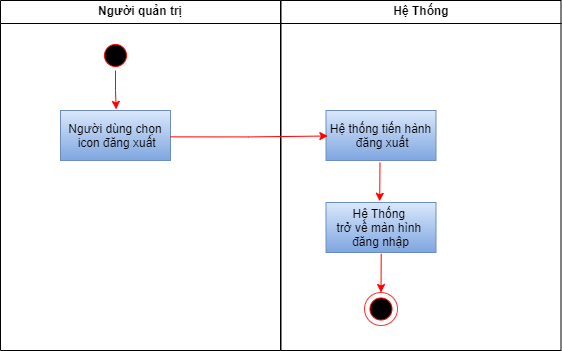 Người quản trị
Hệ Thống
Người dùng chọn
icon đăng xuất
Hệ thống tiến hành
đăng xuất
Hệ Thống
trở về màn hình
đăng nhập